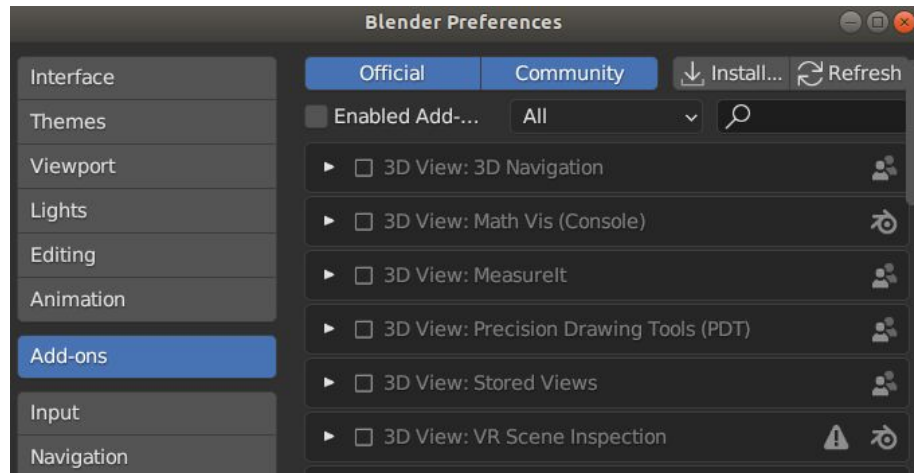 Blender Preferences
Interface
Themes
Viewport
Lights
Editing
Animation
Add-ons
Input
Navigation
Official Community Install... Refresh
Enabled Add-... All
3D View: 3D Navigation
3D View: Math Vis (Console)
3D View: MeasureIt
3D View: Precision Drawing Tools (PDT)
3D View: Stored Views
3D View: VR Scene Inspection